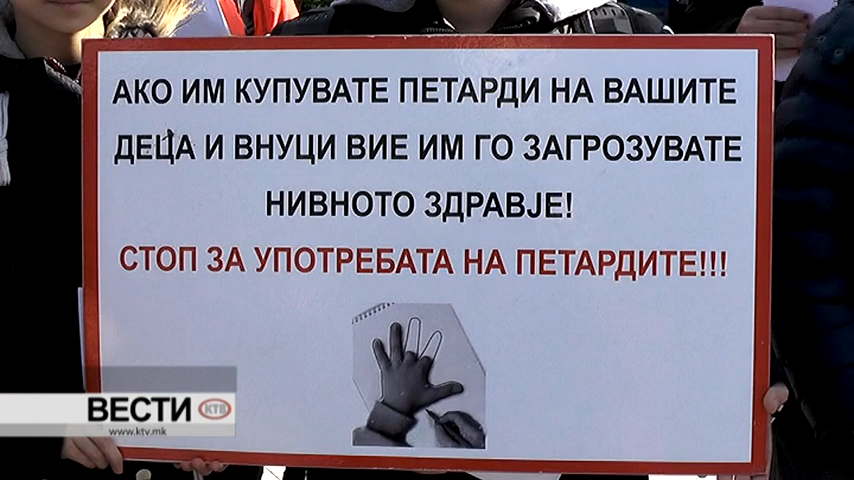 АКО ИМ КУПУВАТЕ ПЕТАРДИ НА ВАШИТЕ
ДЕЦА И ВНУЦИ ВИЕ ИМ ГО ЗАГРОЗУВАТЕ
НИВНОТО ЗДРАВЈЕ!
СТОП ЗА УПОТРЕБАТА НА ПЕТАРДИТЕ!!!
ВЕСТИ КТВ
www.ktv.mk